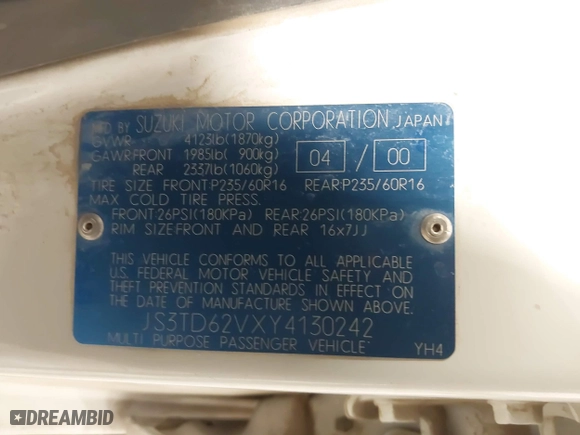 MFD BY SUZUKI MOTOR CORPORATION JAPAN
GVWR 4123lb(1870kg)
GAWR:FRONT 1985lb( 900kg) 04 / 00
REAR 2337lb(1060kg)
TIRE SIZE FRONT:P235/60R16 REAR:P235/60R16
MAX COLD TIRE PRESS.
FRONT:26PSI(180KPa) REAR:26PSI(180KPa)
RIM SIZE:FRONT AND REAR 16x7JJ
THIS VEHICLE CONFORMS TO ALL APPLICABLE
U.S. FEDERAL MOTOR VEHICLE SAFETY AND
THEFT PREVENTION STANDARDS IN EFFECT ON
THE DATE OF MANUFACTURE SHOWN ABOVE.
JS3TD62VXY4130242
MULTI PURPOSE PASSENGER VEHICLE YH4
DREAMBID